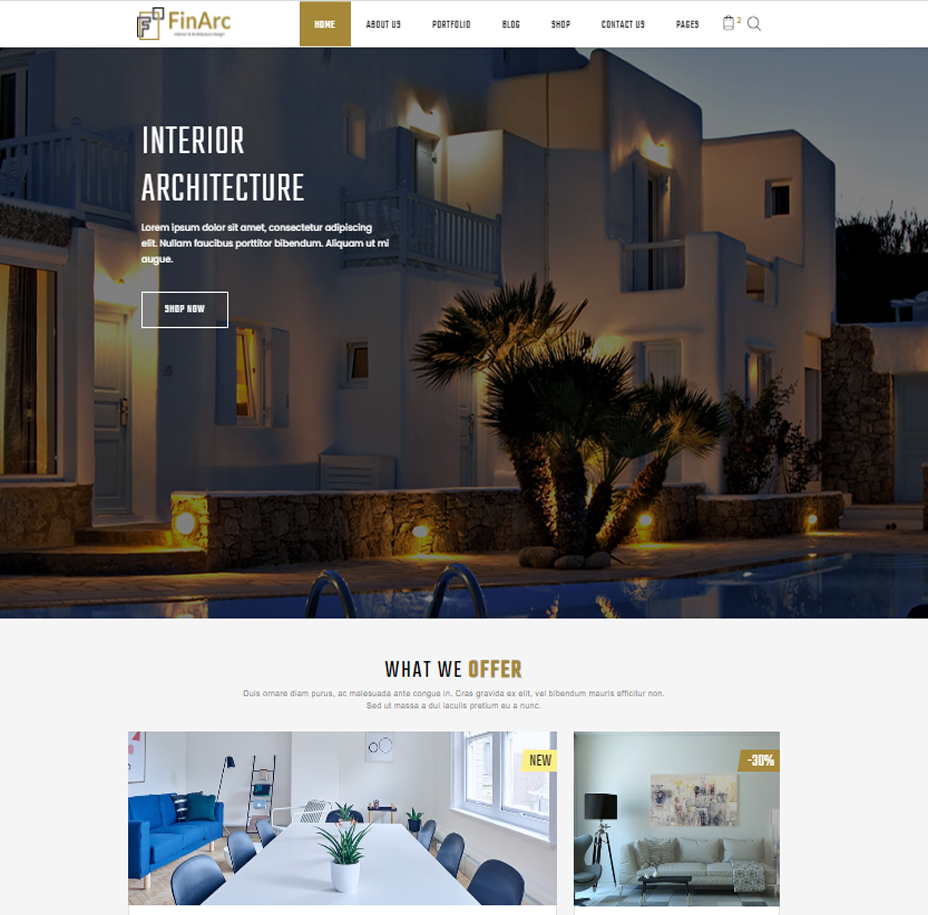 FinArc
Interior & Architecture Design
HOME ABOUT US PORTFOLIO BLOG SHOP CONTACT US PAGES 2
INTERIOR
ARCHITECTURE
Lorem ipsum dolor sit amet, consectetur adipiscing
elit. Nullam faucibus porttitor bibendum. Aliquam ut mi
augue.
SHOP NOW
WHAT WE OFFER
Duis ornare diam purus, ac malesuada ante congue in. Cras gravida ex elit, vel bibendum mauris efficitur non.
Sed ut massa a dui iaculis pretium eu a nunc.
NEW
-30%